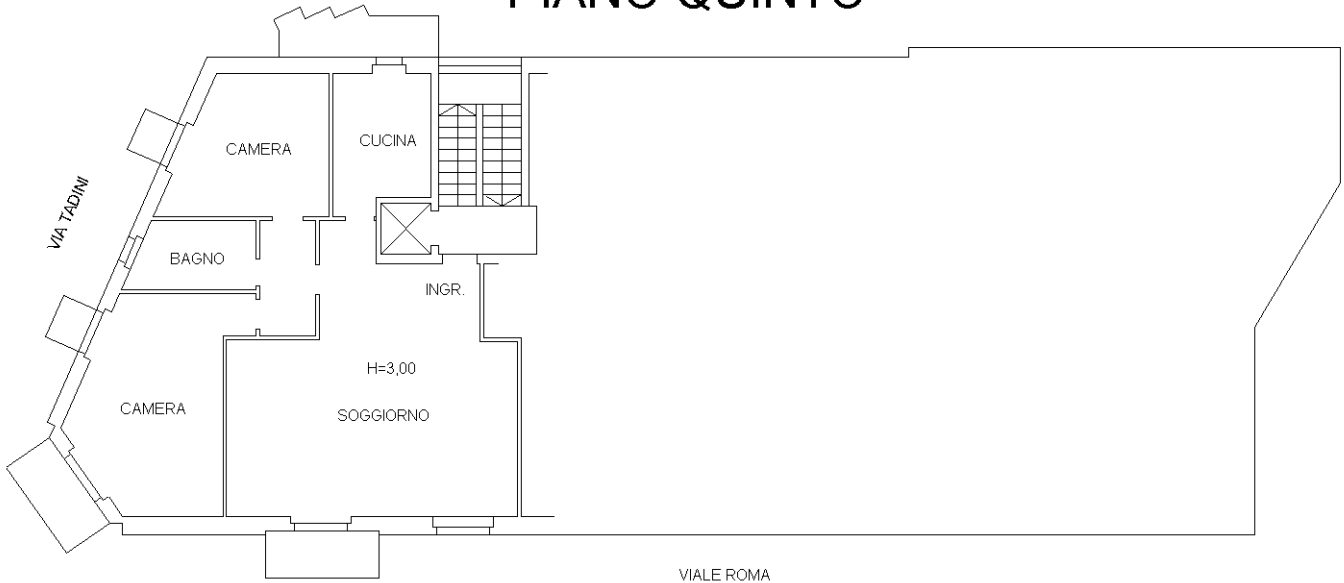 PIANO QUINTO
CAMERA
CUCINA
VIA TADINI
BAGNO
INGR.
H=3,00
CAMERA
SOGGIORNO
VIALE ROMA